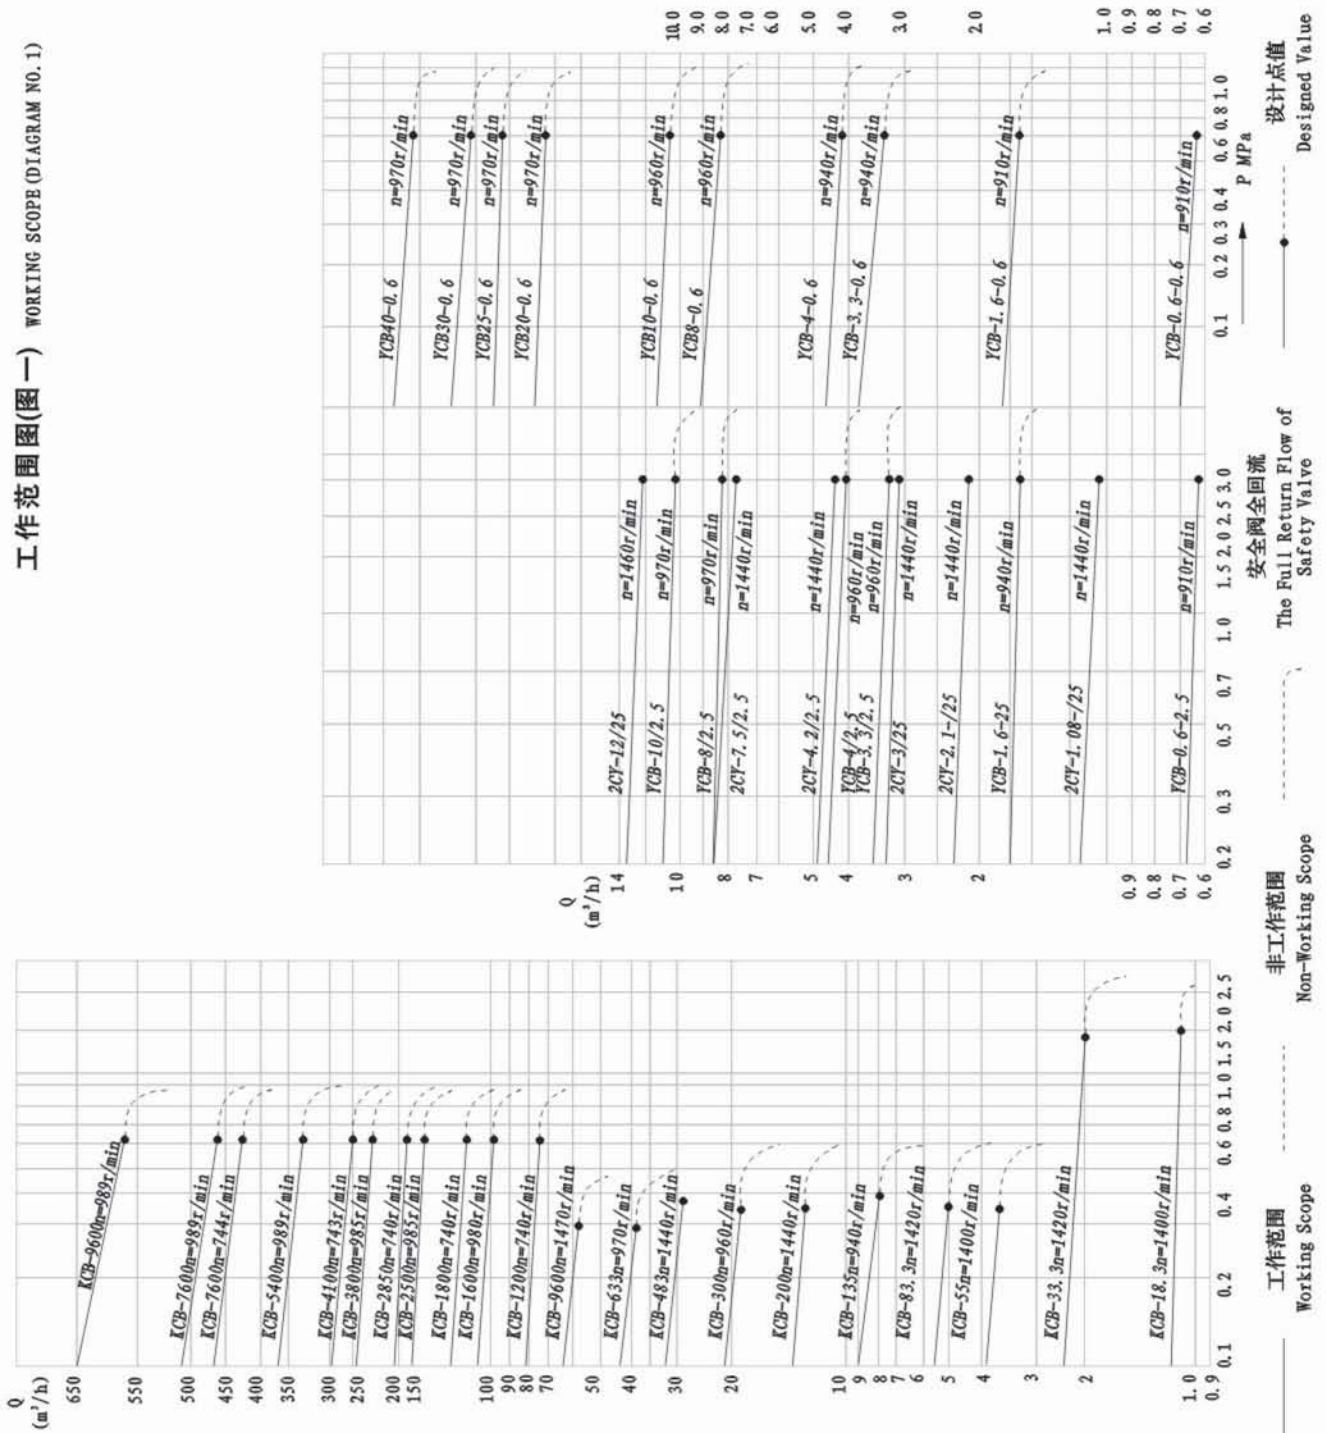 工作范围图(图一) WORKING SCOPE(DIAGRAM NO.1)
Q
(m³/h)
650
550
500
450
400
350
300
250
200
150
100
90
80
70
50
40
30
20
10
9
8
7
6
5
4
3
2
1.0
0.9
KCB-9600n=989r/min
KCB-7600n=989r/min
KCB-7600n=744r/min
KCB-5400n=989r/min
KCB-4100n=743r/min
KCB-3800n=985r/min
KCB-2850n=740r/min
KCB-2500n=985r/min
KCB-1800n=740r/min
KCB-1600n=980r/min
KCB-1200n=740r/min
KCB-9600n=1470r/min
KCB-633n=970r/min
KCB-483n=1440r/min
KCB-300n=960r/min
KCB-200n=1440r/min
KCB-135n=940r/min
KCB-83.3n=1420r/min
KCB-55n=1400r/min
KCB-33.3n=1420r/min
KCB-18.3n=1400r/min
0.1 0.2 0.4 0.6 0.8 1.0 1.5 2.0 2.5
Q
(m³/h)
14
10
8
7
5
4
3
2
0.9
0.8
0.7
0.6
2CY-12/25 n=1460r/min
YCB-10/2.5 n=970r/min
YCB-8/2.5 n=970r/min
2CY-7.5/2.5 n=1440r/min
2CY-4.2/2.5 n=1440r/min
YCB-4/2.5 n=960r/min
YCB-3.3/2.5 n=960r/min
2CY-3/25 n=1440r/min
2CY-2.1-/25 n=1440r/min
YCB-1.6-25 n=940r/min
2CY-1.08-/25 n=1440r/min
YCB-0.6-2.5 n=910r/min
0.2 0.3 0.5 0.7 1.0 1.5 2.0 2.5 3.0
YCB40-0.6 n=970r/min
YCB30-0.6 n=970r/min
YCB25-0.6 n=970r/min
YCB20-0.6 n=970r/min
YCB10-0.6 n=960r/min
YCB8-0.6 n=960r/min
YCB-4-0.6 n=940r/min
YCB-3.3-0.6 n=940r/min
YCB-1.6-0.6 n=910r/min
YCB-0.6-0.6 n=910r/min
10.0
9.0
8.0
7.0
6.0
5.0
4.0
3.0
2.0
1.0
0.9
0.8
0.7
0.6
0.1 0.2 0.3 0.4 0.6 0.8 1.0
P MPa
工作范围
Working Scope
非工作范围
Non-Working Scope
安全阀全回流
The Full Return Flow of
Safety Valve
设计点值
Designed Value